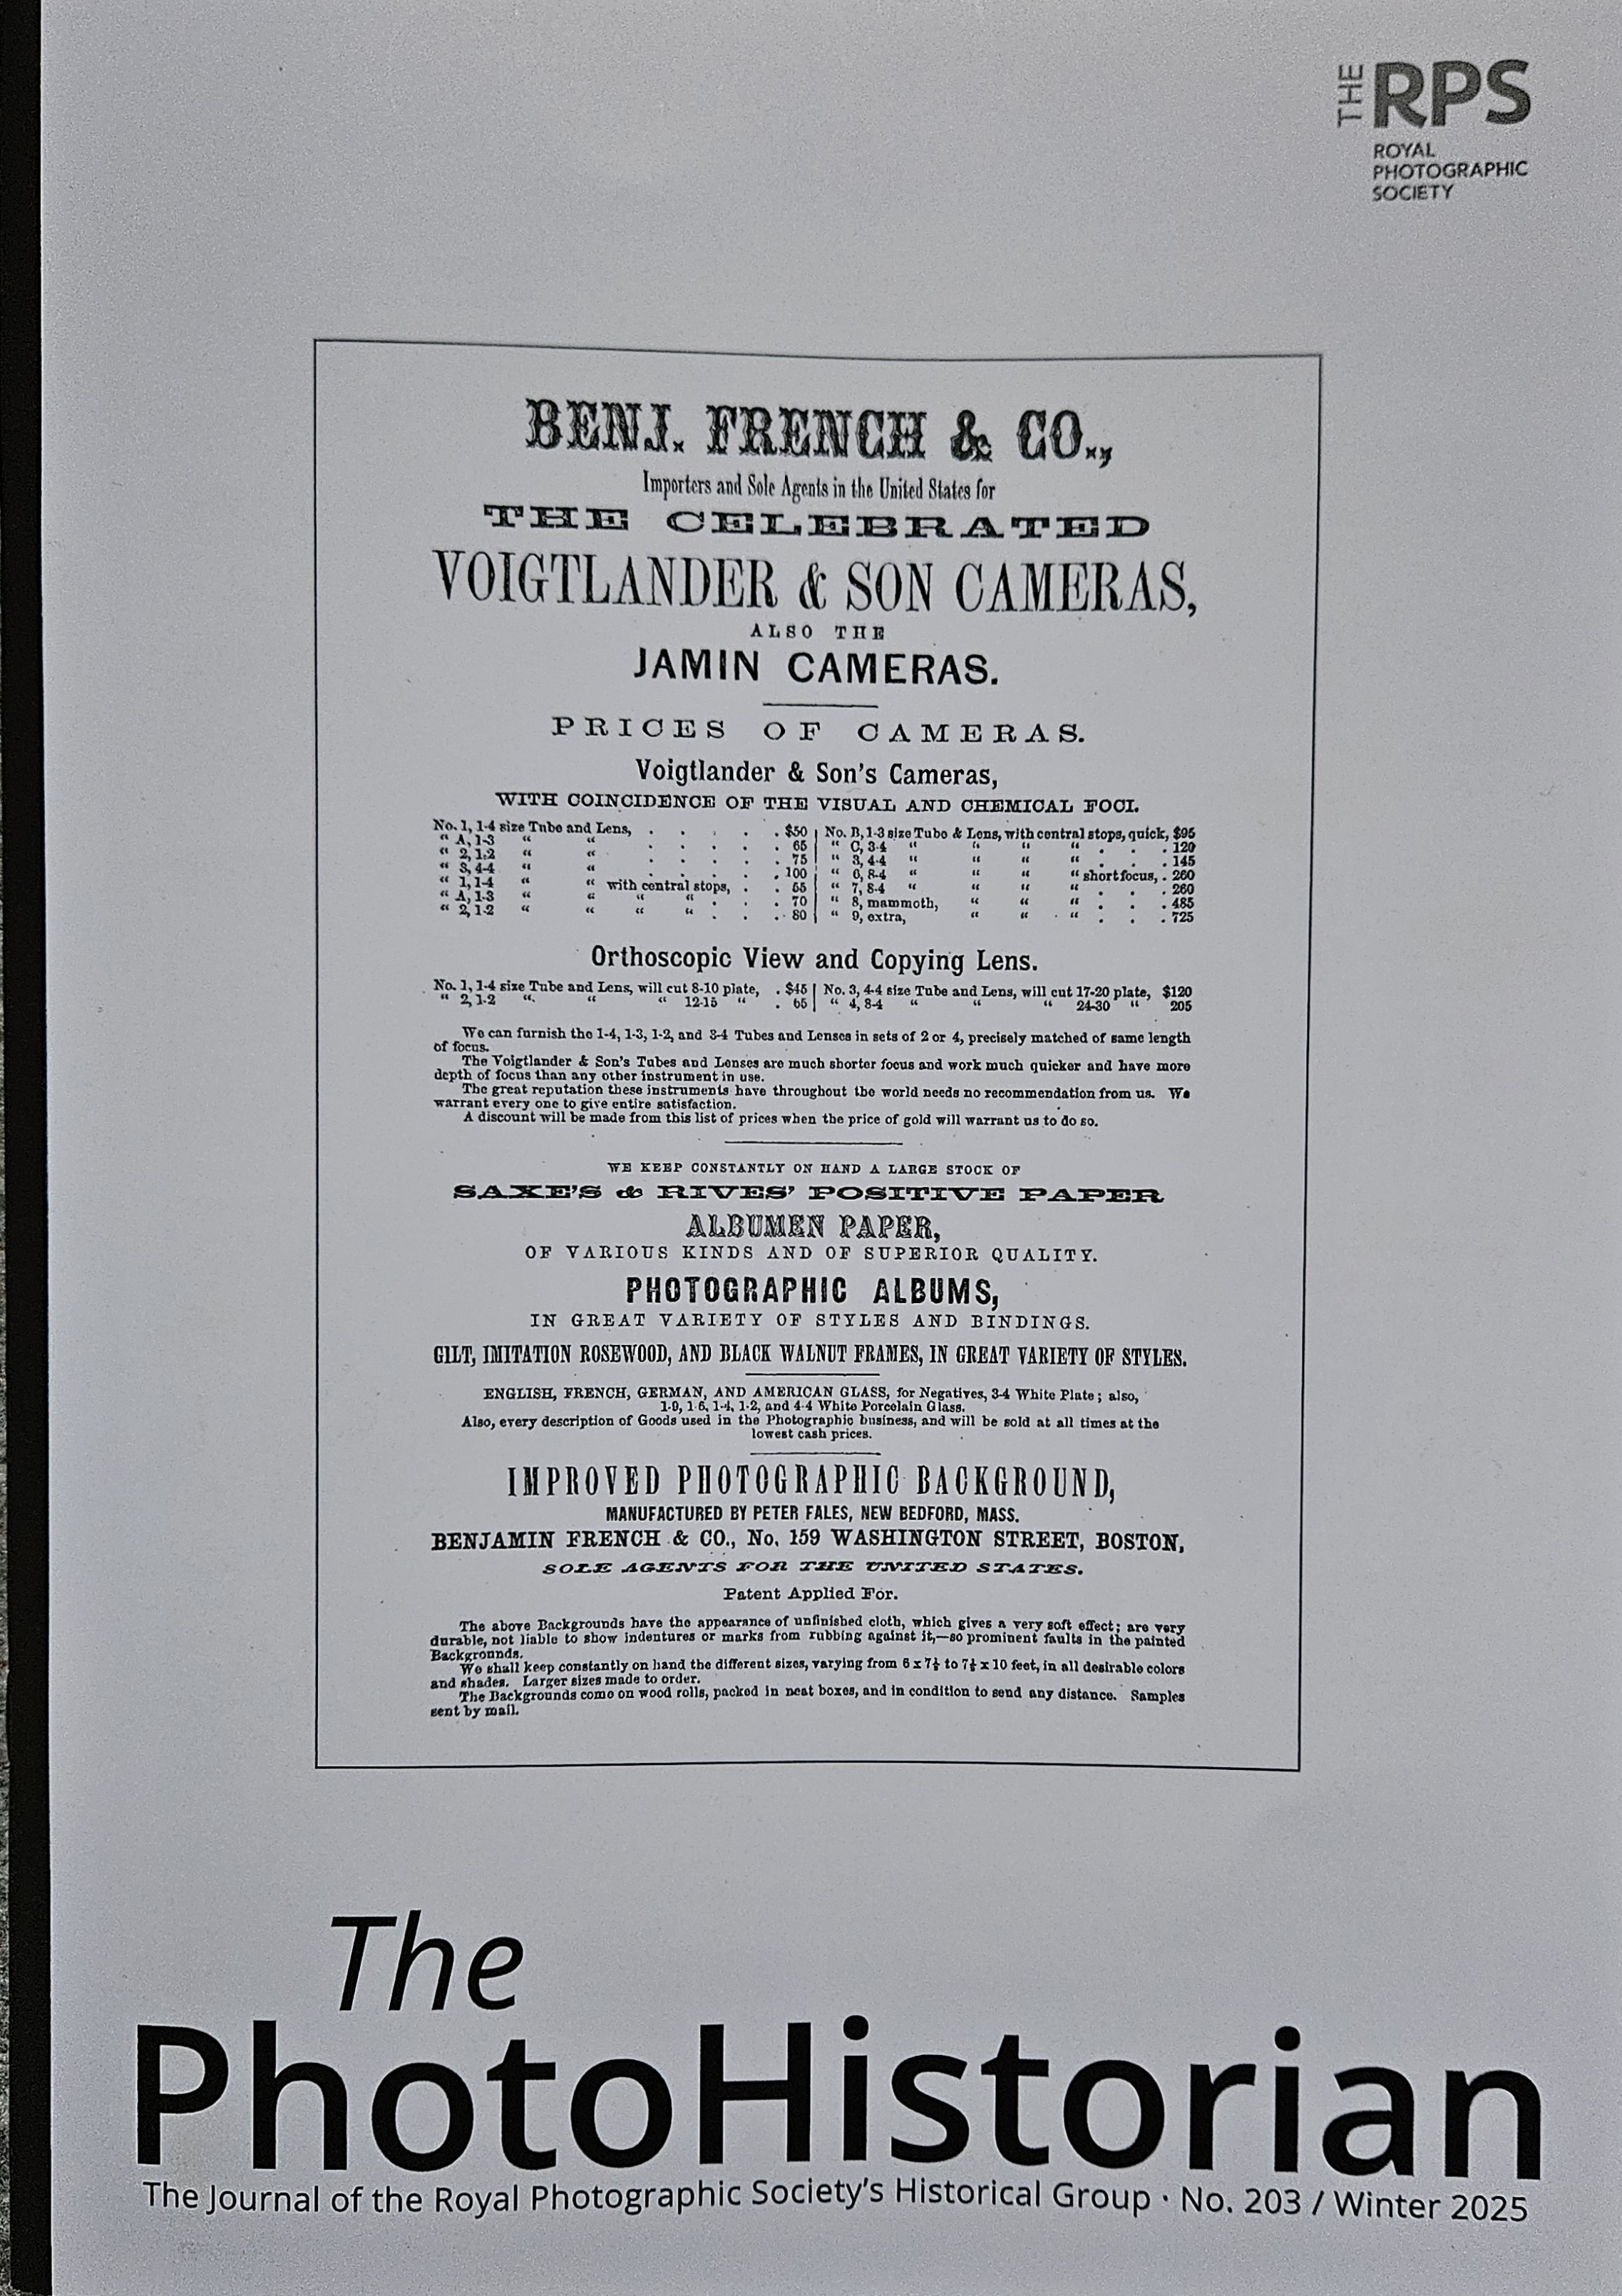 THE RPS
ROYAL
PHOTOGRAPHIC
SOCIETY
BENJ. FRENCH & CO.,
Importers and Sole Agents in the United States for
THE CELEBRATED
VOIGTLANDER & SON CAMERAS,
ALSO THE
JAMIN CAMERAS.
PRICES OF CAMERAS.
Voigtlander & Son's Cameras,
WITH COINCIDENCE OF THE VISUAL AND CHEMICAL FOCI.
No. 1, 1-4 size Tube and Lens, . . . . . $50
" A, 1-3 " " . . . . . 65
" 2, 1-2 " " . . . . . 75
" 3, 4-4 " " . . . . . 100
" 1, 1-4 " " with central stops, . . 55
" A, 1-3 " " " " . . . 70
" 2, 1-2 " " " " . . . 80
No. B, 1-3 size Tube & Lens, with central stops, quick, $95
" C, 3-4 " " " " . . . 120
" 3, 4-4 " " " " . . . 145
" 6, 8-4 " " " " short focus, . 260
" 7, 8-4 " " " " . . . 260
" 8, mammoth, " " " . . . 485
" 9, extra, " " " . . . 725
Orthoscopic View and Copying Lens.
No. 1, 1-4 size Tube and Lens, will cut 8-10 plate, . $45
" 2, 1-2 " " " 12-15 " . 65
No. 3, 4-4 size Tube and Lens, will cut 17-20 plate, $120
" 4, 8-4 " " " 24-30 " 205
We can furnish the 1-4, 1-3, 1-2, and 3-4 Tubes and Lenses in sets of 2 or 4, precisely matched of same length
of focus.
The Voigtlander & Son's Tubes and Lenses are much shorter focus and work much quicker and have more
depth of focus than any other instrument in use.
The great reputation these instruments have throughout the world needs no recommendation from us. We
warrant every one to give entire satisfaction.
A discount will be made from this list of prices when the price of gold will warrant us to do so.
WE KEEP CONSTANTLY ON HAND A LARGE STOCK OF
SAXE'S & RIVES' POSITIVE PAPER
ALBUMEN PAPER,
OF VARIOUS KINDS AND OF SUPERIOR QUALITY.
PHOTOGRAPHIC ALBUMS,
IN GREAT VARIETY OF STYLES AND BINDINGS.
GILT, IMITATION ROSEWOOD, AND BLACK WALNUT FRAMES, IN GREAT VARIETY OF STYLES.
ENGLISH, FRENCH, GERMAN, AND AMERICAN GLASS, for Negatives, 3-4 White Plate; also,
1-9, 1-6, 1-4, 1-2, and 4-4 White Porcelain Glass.
Also, every description of Goods used in the Photographic business, and will be sold at all times at the
lowest cash prices.
IMPROVED PHOTOGRAPHIC BACKGROUND,
MANUFACTURED BY PETER FALES, NEW BEDFORD, MASS.
BENJAMIN FRENCH & CO., No. 159 WASHINGTON STREET, BOSTON,
SOLE AGENTS FOR THE UNITED STATES.
Patent Applied For.
The above Backgrounds have the appearance of unfinished cloth, which gives a very soft effect; are very
durable, not liable to show indentures or marks from rubbing against it,—so prominent faults in the painted
Backgrounds.
We shall keep constantly on hand the different sizes, varying from 6 x 7½ to 7½ x 10 feet, in all desirable colors
and shades. Larger sizes made to order.
The Backgrounds come on wood rolls, packed in neat boxes, and in condition to send any distance. Samples
sent by mail.
The
PhotoHistorian
The Journal of the Royal Photographic Society's Historical Group · No. 203 / Winter 2025